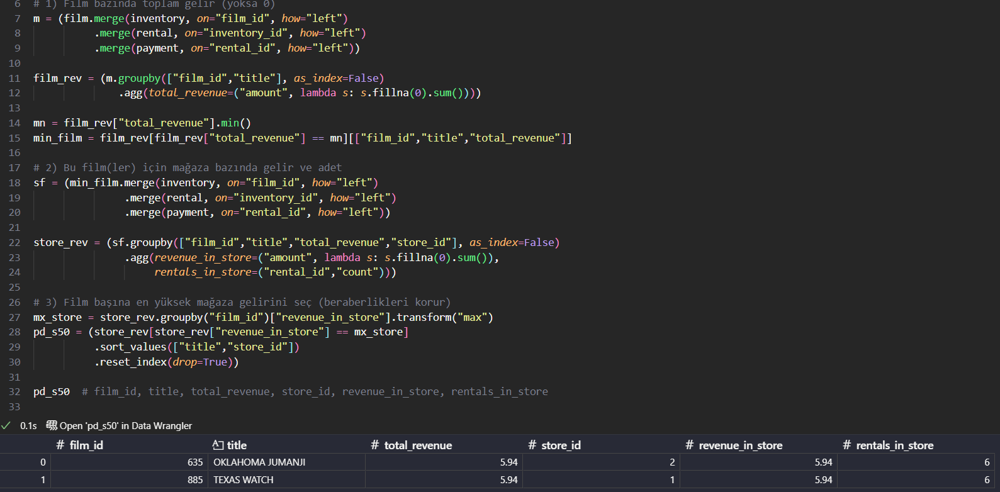 6 # 1) Film bazında toplam gelir (yoksa 0)
7 m = (film.merge(inventory, on="film_id", how="left")
8 .merge(rental, on="inventory_id", how="left")
9 .merge(payment, on="rental_id", how="left"))
10
11 film_rev = (m.groupby(["film_id","title"], as_index=False)
12 .agg(total_revenue=("amount", lambda s: s.fillna(0).sum())))
13
14 mn = film_rev["total_revenue"].min()
15 min_film = film_rev[film_rev["total_revenue"] == mn][["film_id","title","total_revenue"]]
16
17 # 2) Bu film(ler) için mağaza bazında gelir ve adet
18 sf = (min_film.merge(inventory, on="film_id", how="left")
19 .merge(rental, on="inventory_id", how="left")
20 .merge(payment, on="rental_id", how="left"))
21
22 store_rev = (sf.groupby(["film_id","title","total_revenue","store_id"], as_index=False)
23 .agg(revenue_in_store=("amount", lambda s: s.fillna(0).sum()),
24 rentals_in_store=("rental_id","count")))
25
26 # 3) Film başına en yüksek mağaza gelirini seç (beraberlikleri korur)
27 mx_store = store_rev.groupby("film_id")["revenue_in_store"].transform("max")
28 pd_s50 = (store_rev[store_rev["revenue_in_store"] == mx_store]
29 .sort_values(["title","store_id"])
30 .reset_index(drop=True))
31
32 pd_s50 # film_id, title, total_revenue, store_id, revenue_in_store, rentals_in_store
33
0.1s Open 'pd_s50' in Data Wrangler
# film_id title # total_revenue # store_id # revenue_in_store # rentals_in_store
0 635 OKLAHOMA JUMANJI 5.94 2 5.94 6
1 885 TEXAS WATCH 5.94 1 5.94 6